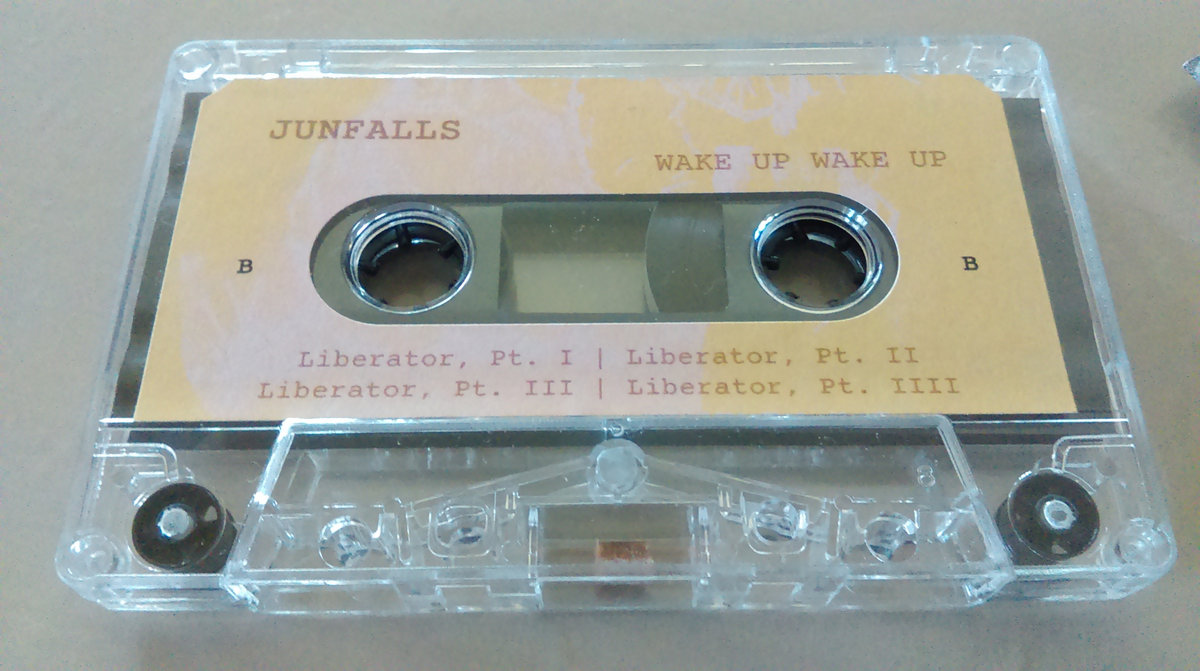 JUNFALLS
WAKE UP WAKE UP
B
B
Liberator, Pt. I | Liberator, Pt. II
Liberator, Pt. III | Liberator, Pt. IIII